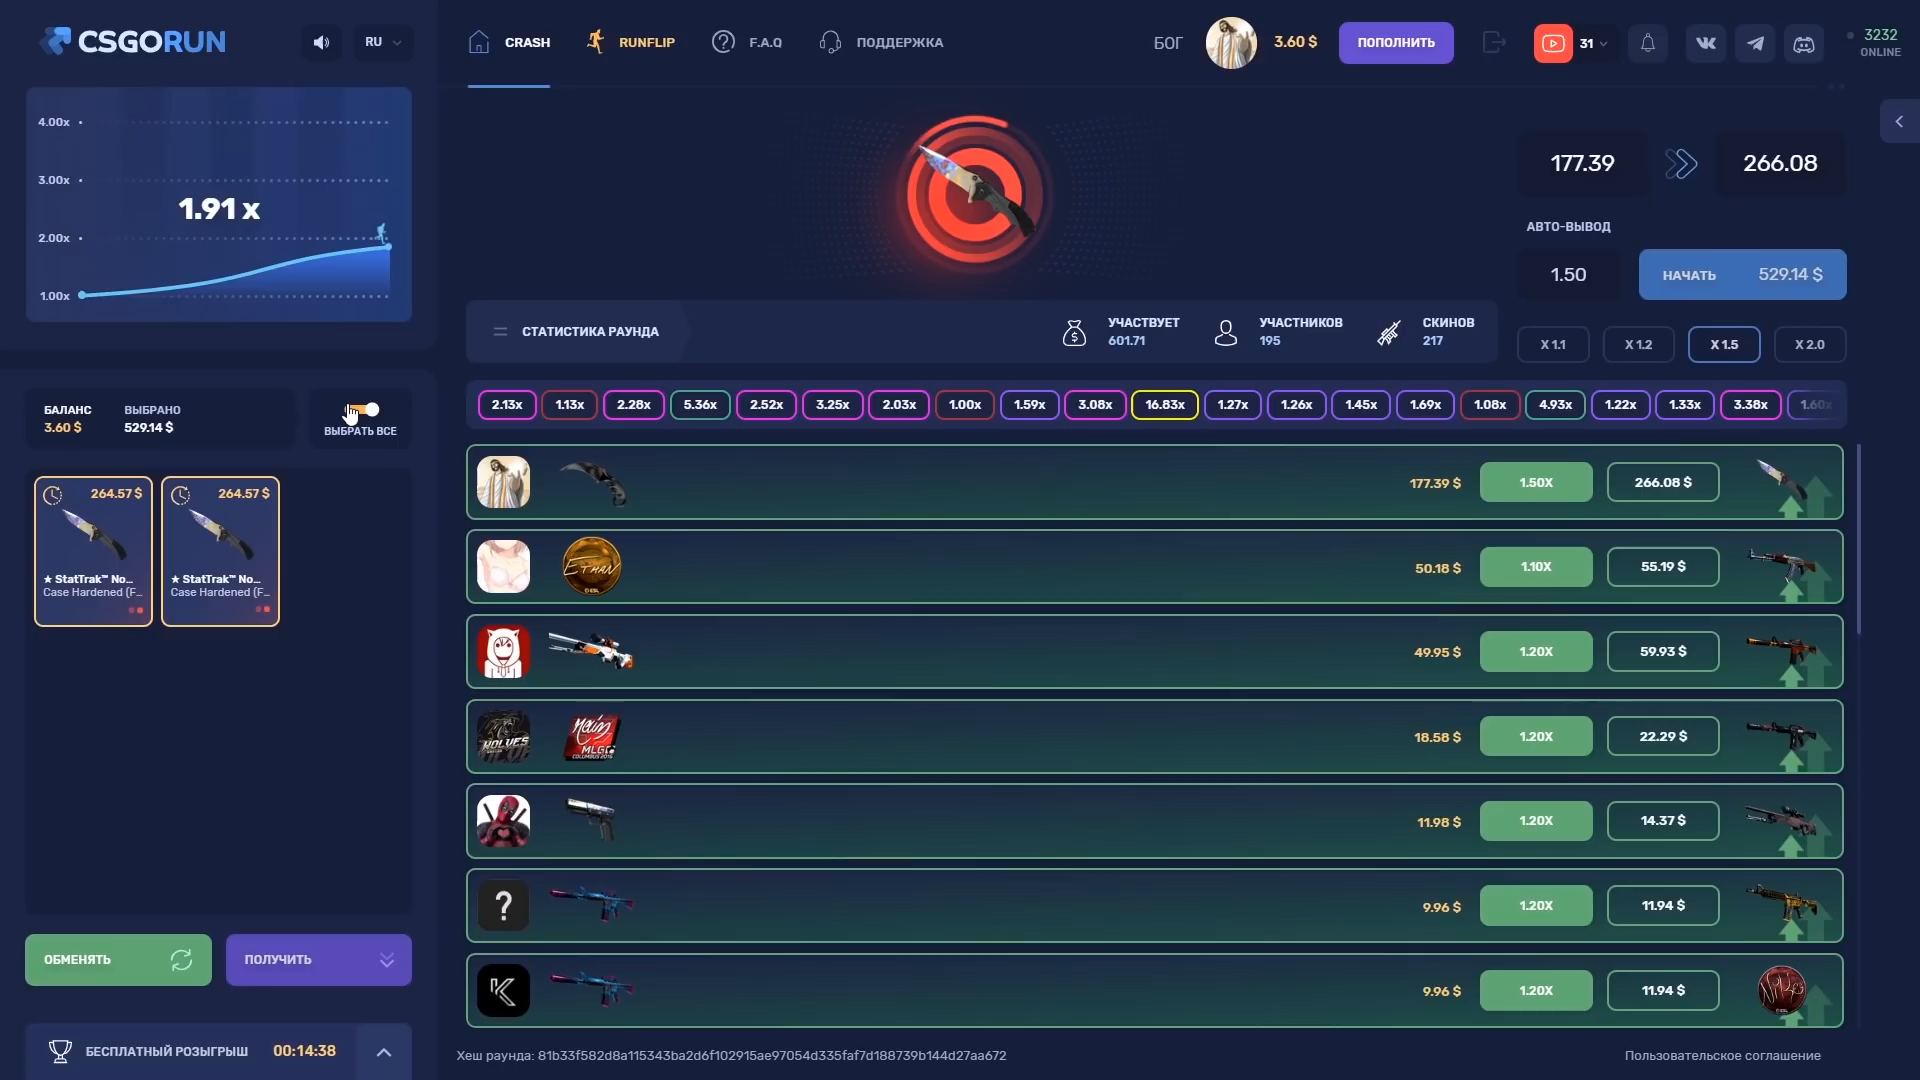 CSGORUN
RU
CRASH
RUNFLIP
F.A.Q
ПОДДЕРЖКА
БОГ
3.60 $
ПОПОЛНИТЬ
31
3232
ONLINE
4.00x
3.00x
2.00x
1.00x
1.91 x
177.39
266.08
АВТО-ВЫВОД
1.50
НАЧАТЬ 529.14 $
X 1.1
X 1.2
X 1.5
X 2.0
СТАТИСТИКА РАУНДА
УЧАСТВУЕТ
601.71
УЧАСТНИКОВ
195
СКИНОВ
217
БАЛАНС
3.60 $
ВЫБРАНО
529.14 $
ВЫБРАТЬ ВСЕ
2.13x 1.13x 2.28x 5.36x 2.52x 3.25x 2.03x 1.00x 1.59x 3.08x 16.83x 1.27x 1.26x 1.45x 1.69x 1.08x 4.93x 1.22x 1.33x 3.38x 1.60x
264.57 $
★ StatTrak™ No...
Case Hardened (F...
264.57 $
★ StatTrak™ No...
Case Hardened (F...
177.39 $ 1.50X 266.08 $
50.18 $ 1.10X 55.19 $
49.95 $ 1.20X 59.93 $
18.58 $ 1.20X 22.29 $
11.98 $ 1.20X 14.37 $
9.96 $ 1.20X 11.94 $
9.96 $ 1.20X 11.94 $
ОБМЕНЯТЬ
ПОЛУЧИТЬ
БЕСПЛАТНЫЙ РОЗЫГРЫШ 00:14:38
Хеш раунда: 81b33f582d8a115343ba2d6f102915ae97054d335faf7d188739b144d27aa672
Пользовательское соглашение